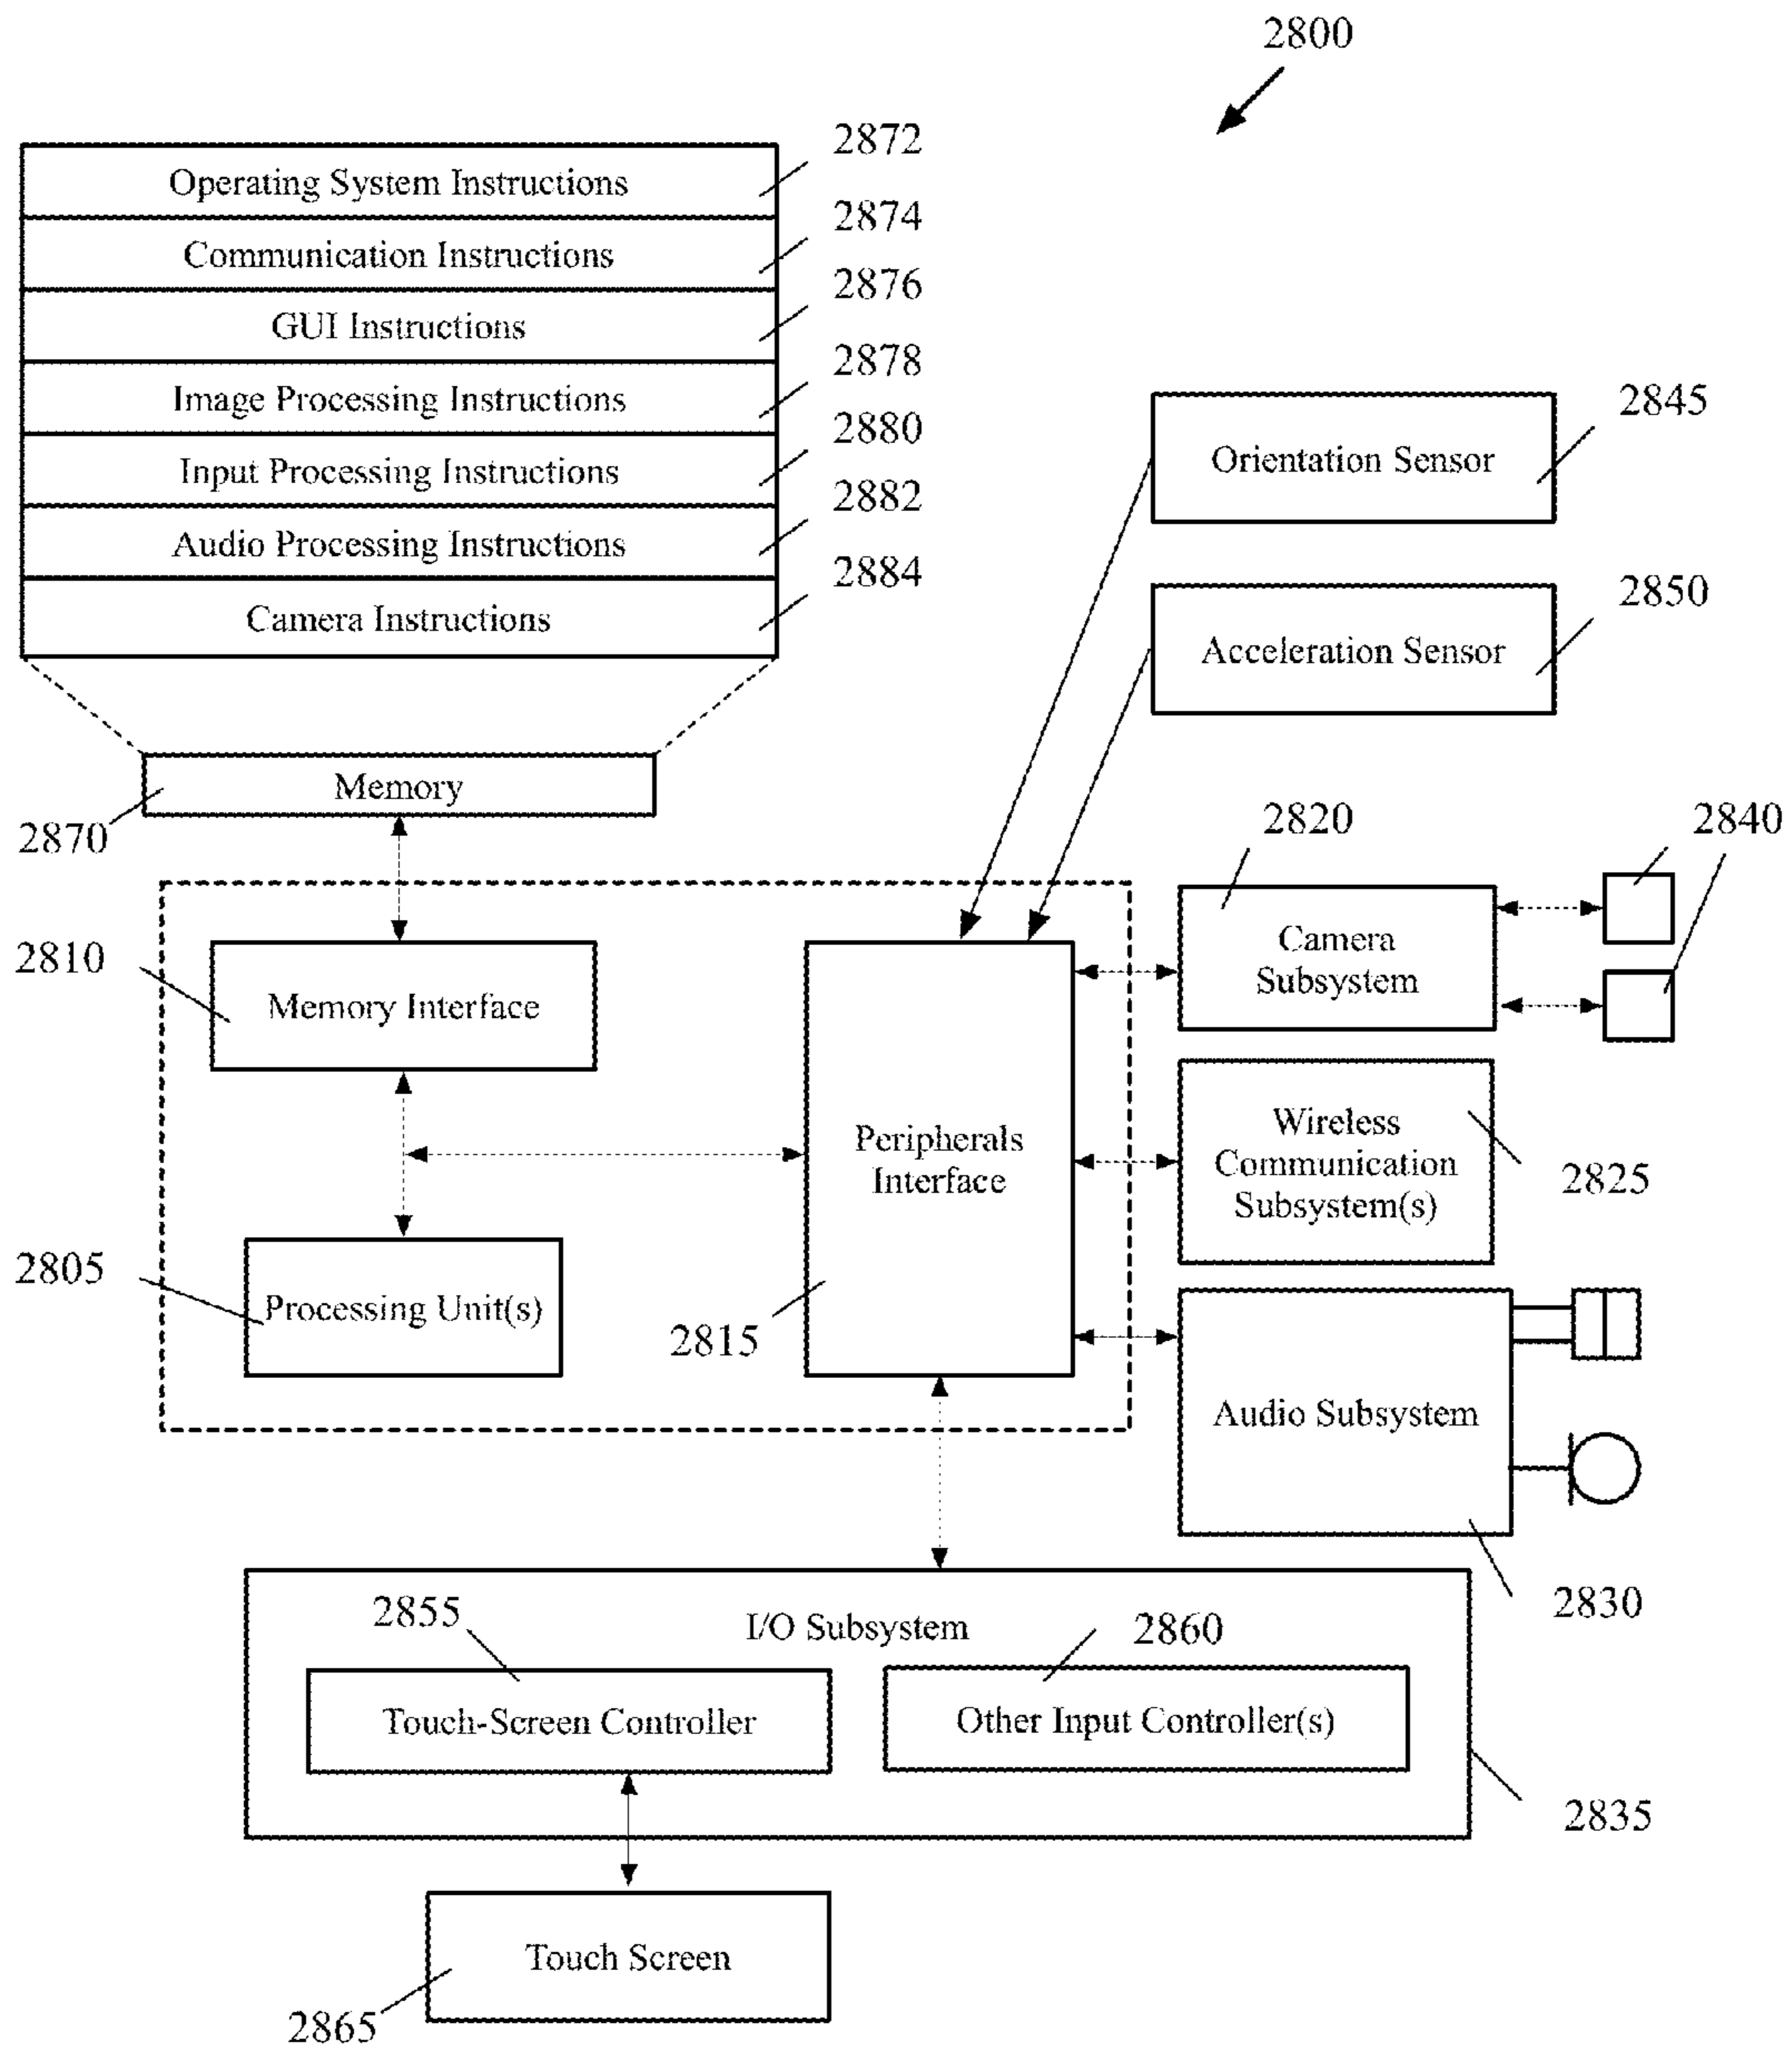 2800
2872
Operating System Instructions
2874
Communication Instructions
2876
GUI Instructions
2878
Image Processing Instructions
2880
Input Processing Instructions
2882
Audio Processing Instructions
2884
Camera Instructions
2845
Orientation Sensor
2850
Acceleration Sensor
Memory
2870
2820
2840
Camera
Subsystem
2810
Memory Interface
Peripherals
Interface
Wireless
Communication
Subsystem(s)
2825
2805
Processing Unit(s)
2815
Audio Subsystem
2830
I/O Subsystem
2855
2860
Touch-Screen Controller
Other Input Controller(s)
2835
Touch Screen
2865